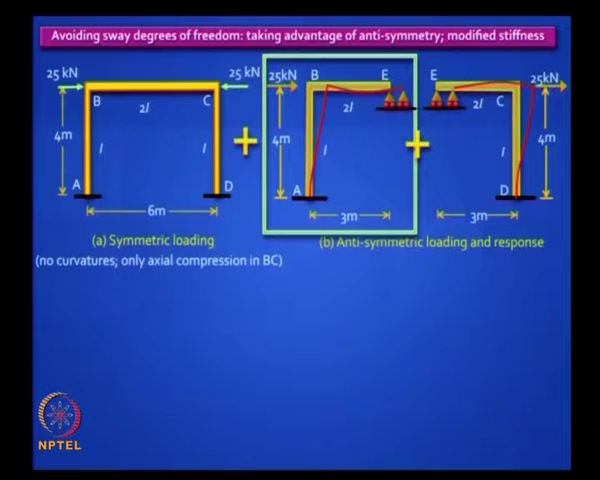 Avoiding sway degrees of freedom: taking advantage of anti-symmetry; modified stiffness
25 kN
25 kN
25kN
B
E
E
25kN
B
C
2I
2I
2I
C
4m
I
I
4m
I
I
4m
A
D
A
D
6m
3m
3m
(a) Symmetric loading
(b) Anti-symmetric loading and response
(no curvatures; only axial compression in BC)
NPTEL